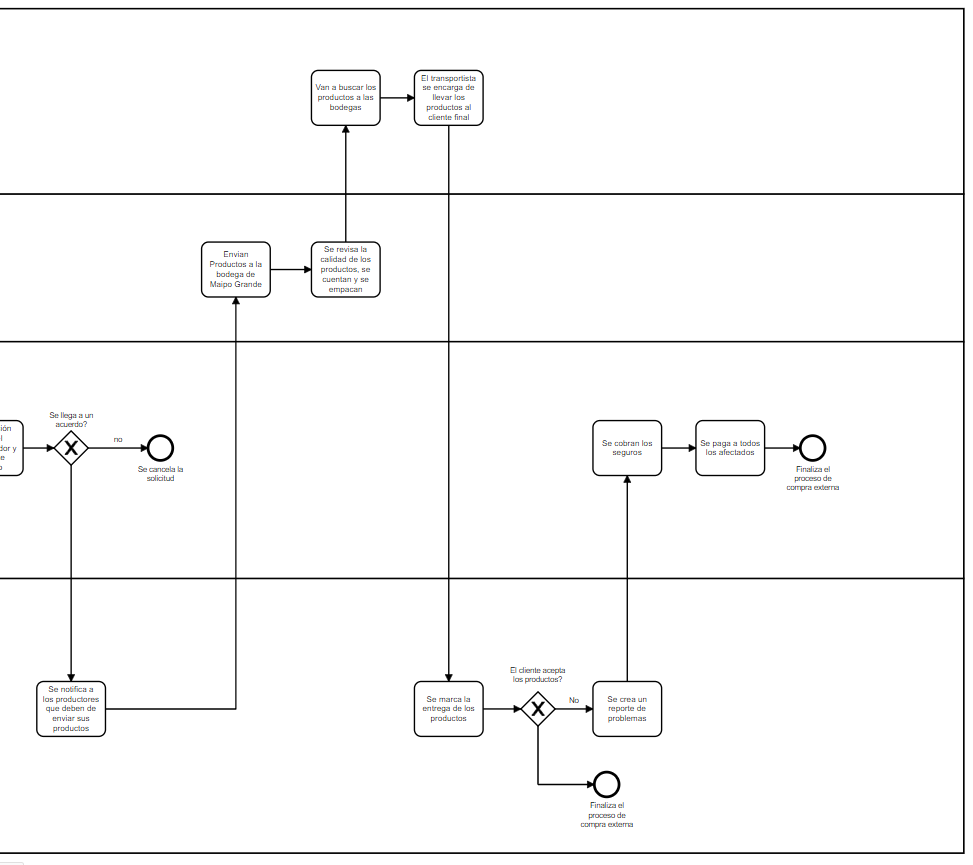 Van a buscar los
productos a las
bodegas
El transportista
se encarga de
llevar los
productos al
cliente final
Envian
Productos a la
bodega de
Maipo Grande
Se revisa la
calidad de los
productos, se
cuentan y se
empacan
ión
l
dor y
e
o
Se llega a un
acuerdo?
X
no
Se cancela la
solicitud
Se cobran los
seguros
Se paga a todos
los afectados
Finaliza el
proceso de
compra externa
Se notifica a
los productores
que deben de
enviar sus
productos
Se marca la
entrega de los
productos
El cliente acepta
los productos?
X
No
Se crea un
reporte de
problemas
Finaliza el
proceso de
compra externa